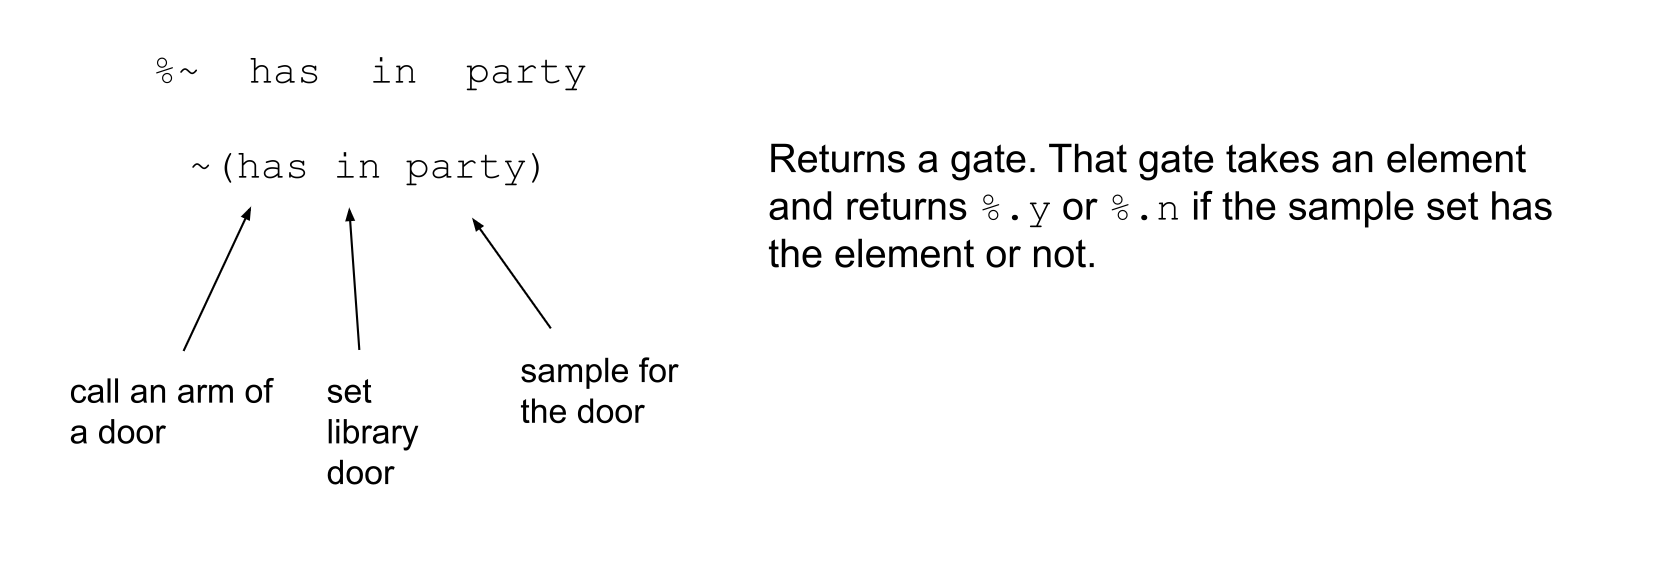 %~ has in party
~(has in party)
Returns a gate. That gate takes an element
and returns %.y or %.n if the sample set has
the element or not.
call an arm of
a door
set
library
door
sample for
the door